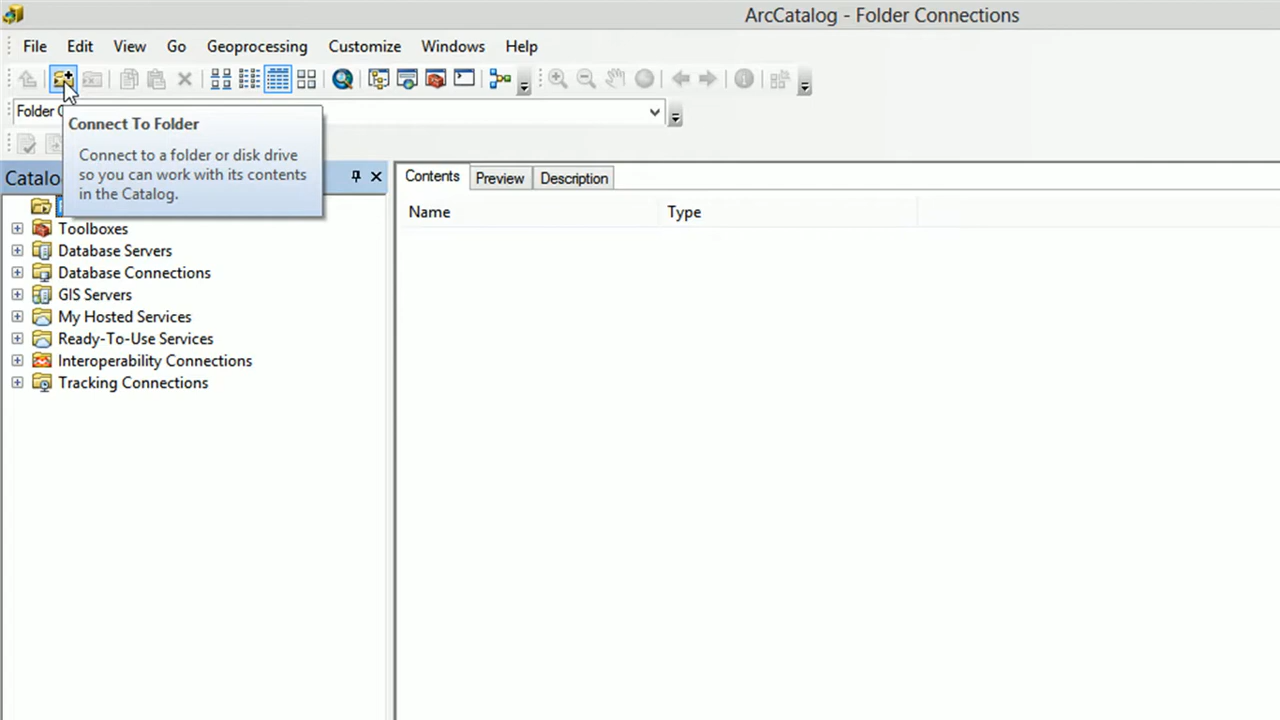 ArcCatalog - Folder Connections
File Edit View Go Geoprocessing Customize Windows Help
Folder
Connect To Folder
Connect to a folder or disk drive
so you can work with its contents
in the Catalog.
Contents Preview Description
Name Type
Toolboxes
Database Servers
Database Connections
GIS Servers
My Hosted Services
Ready-To-Use Services
Interoperability Connections
Tracking Connections